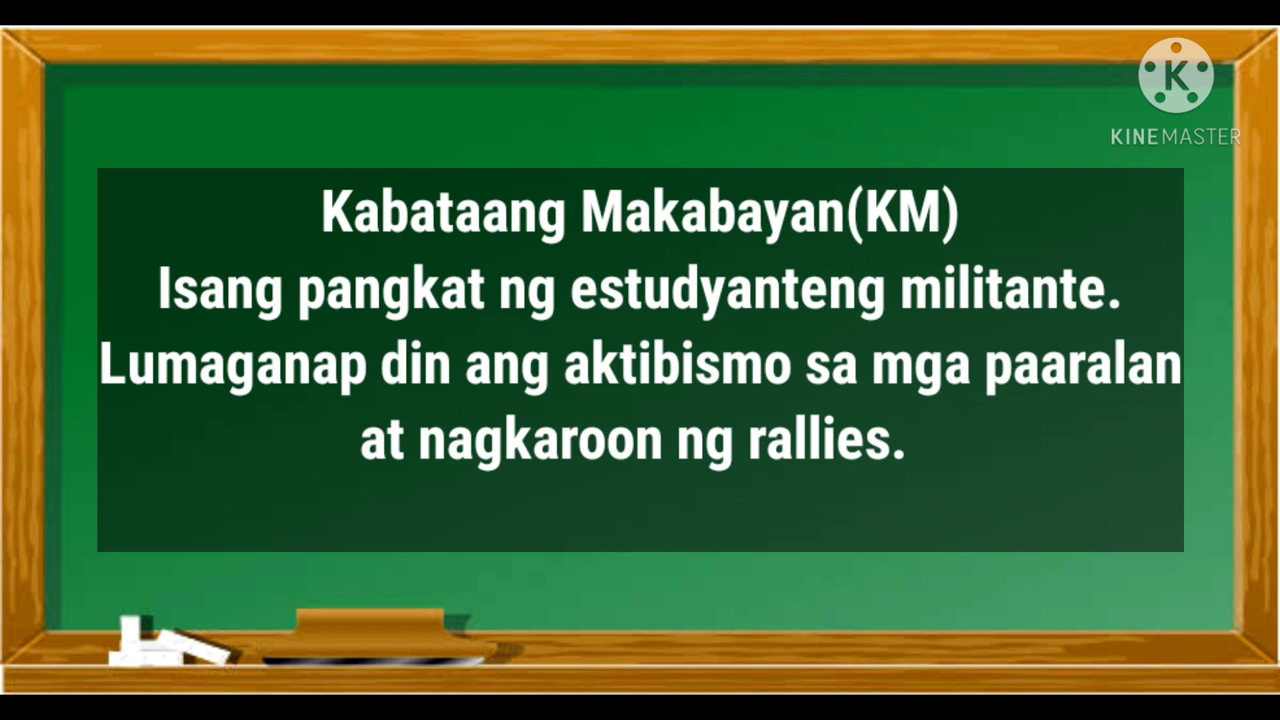 K
KINEMASTER
Kabataang Makabayan(KM)
Isang pangkat ng estudyanteng militante.
Lumaganap din ang aktibismo sa mga paaralan
at nagkaroon ng rallies.